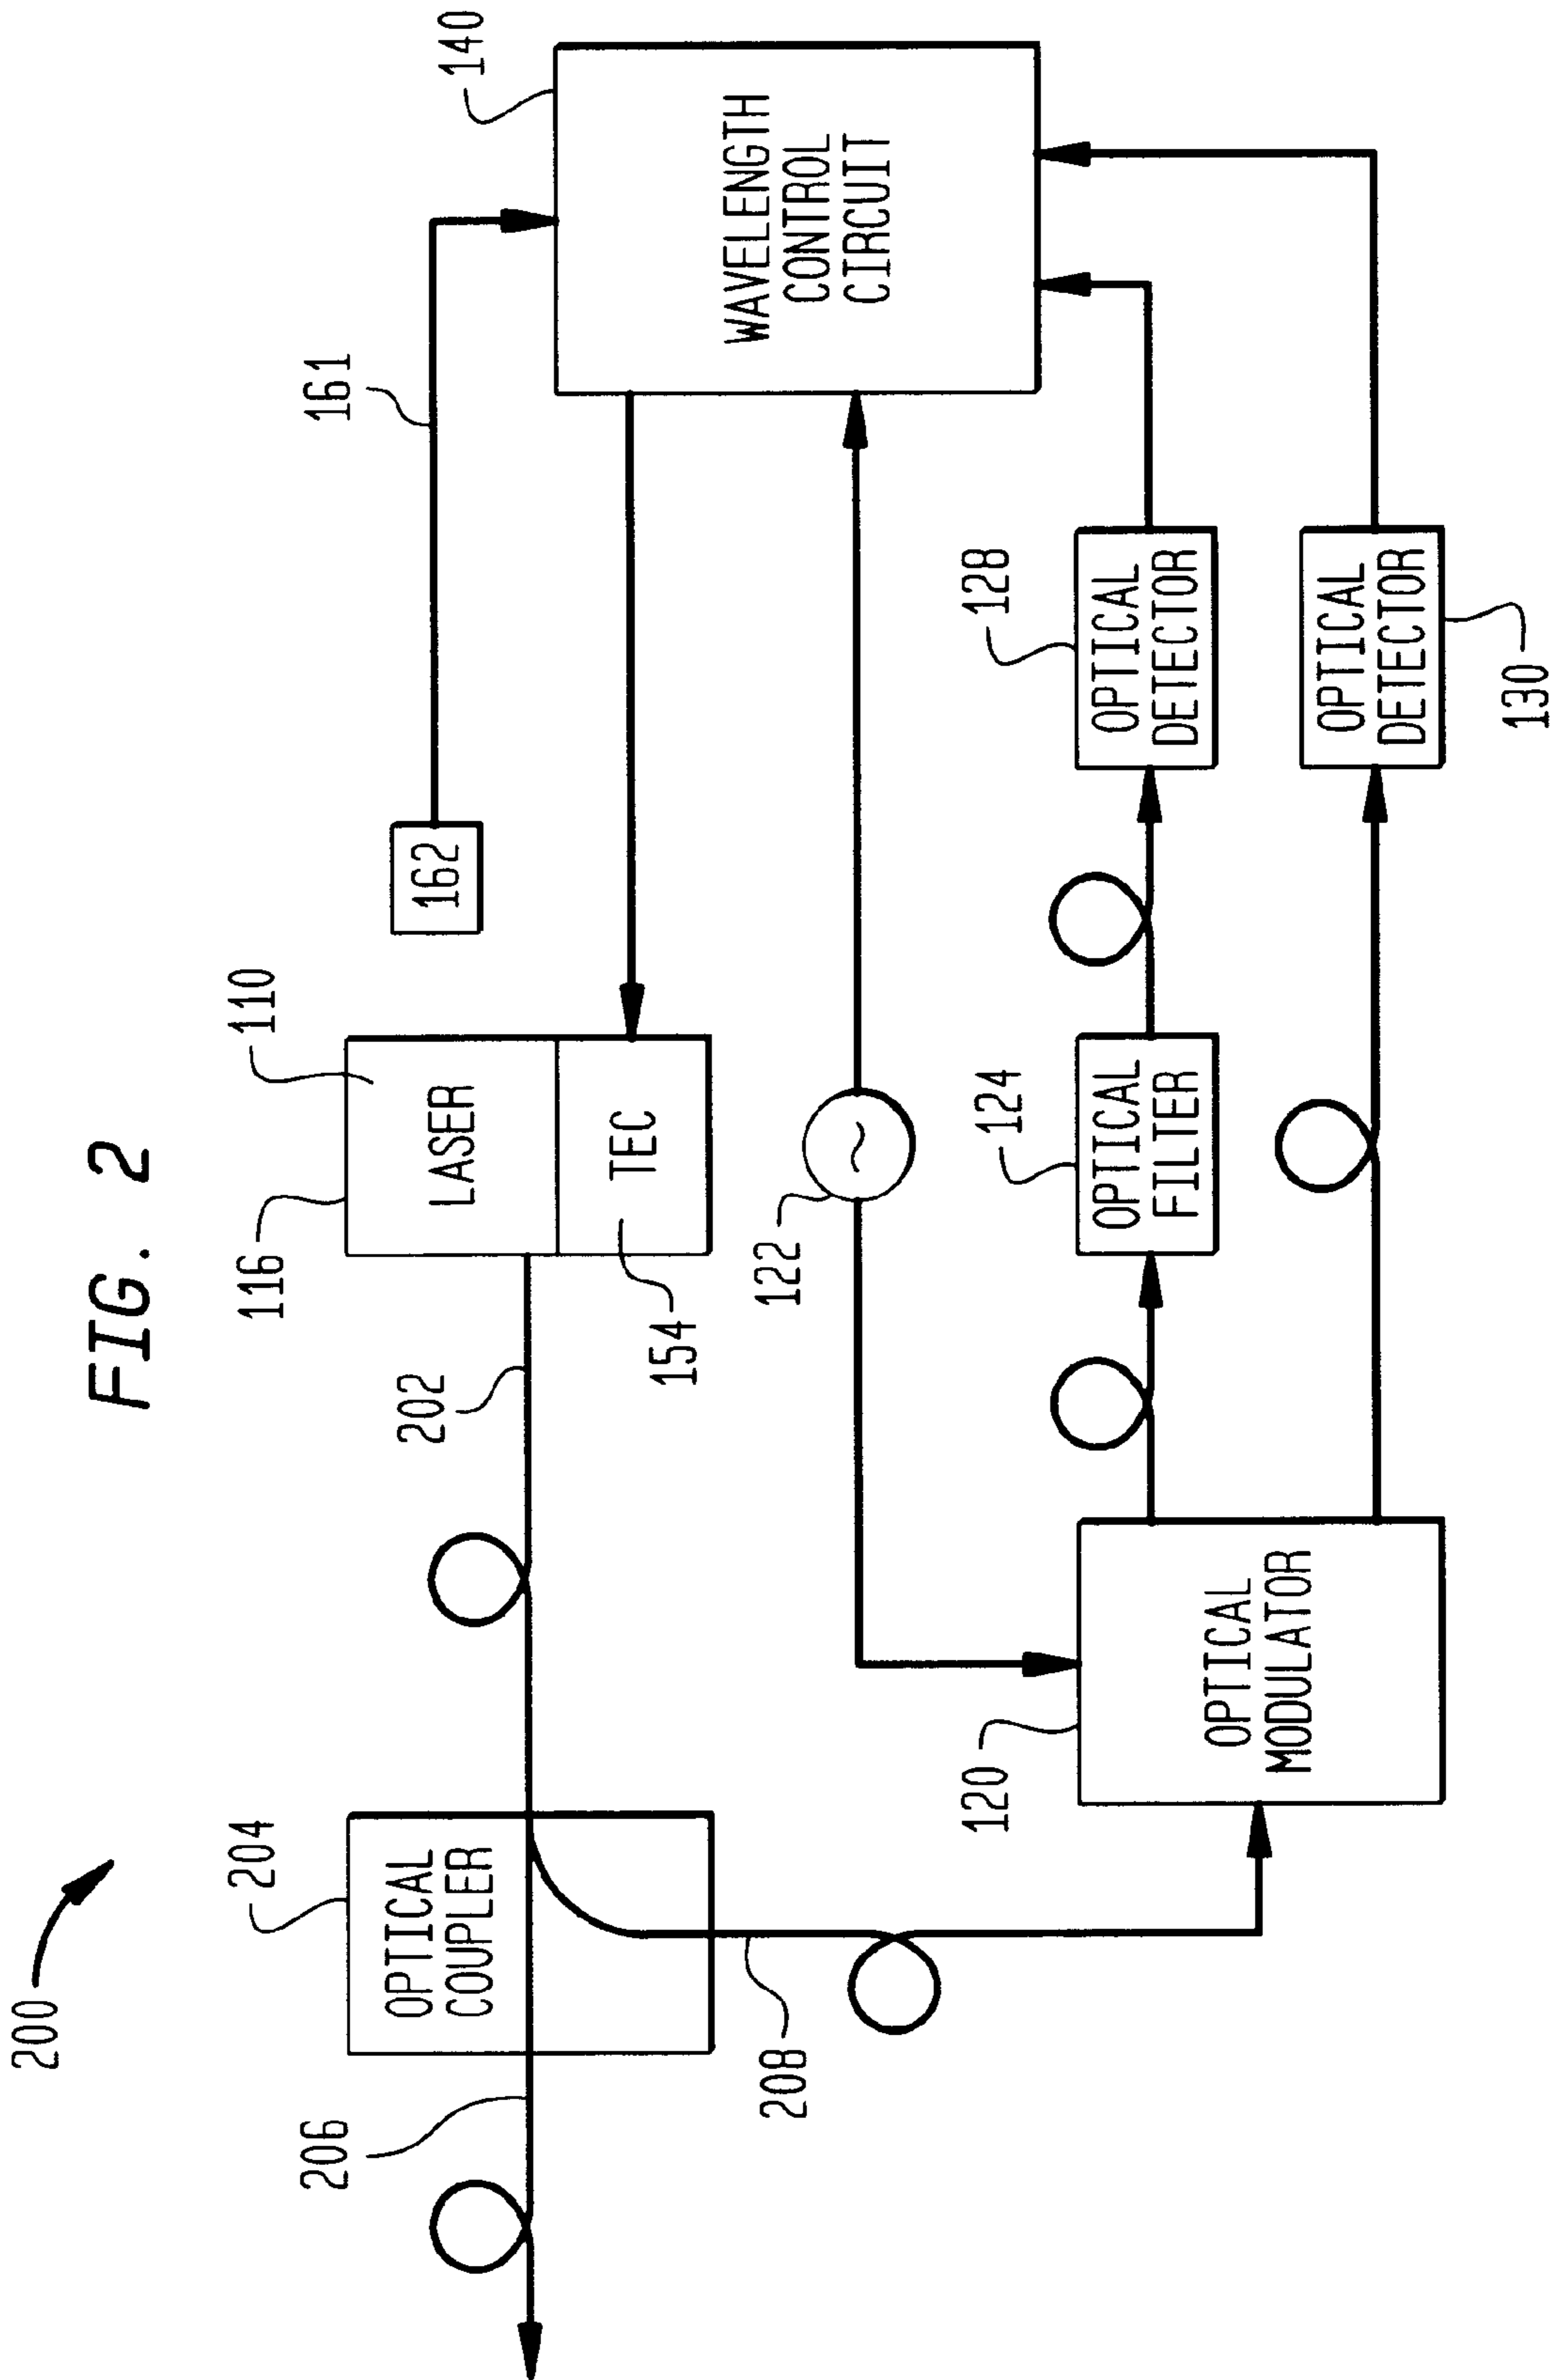 FIG. 2
200
204
OPTICAL
COUPLER
206
208
202
116
110
LASER
TEC
154
162
161
140
WAVELENGTH
CONTROL
CIRCUIT
122
~
120
OPTICAL
MODULATOR
124
OPTICAL
FILTER
128
OPTICAL
DETECTOR
OPTICAL
DETECTOR
130